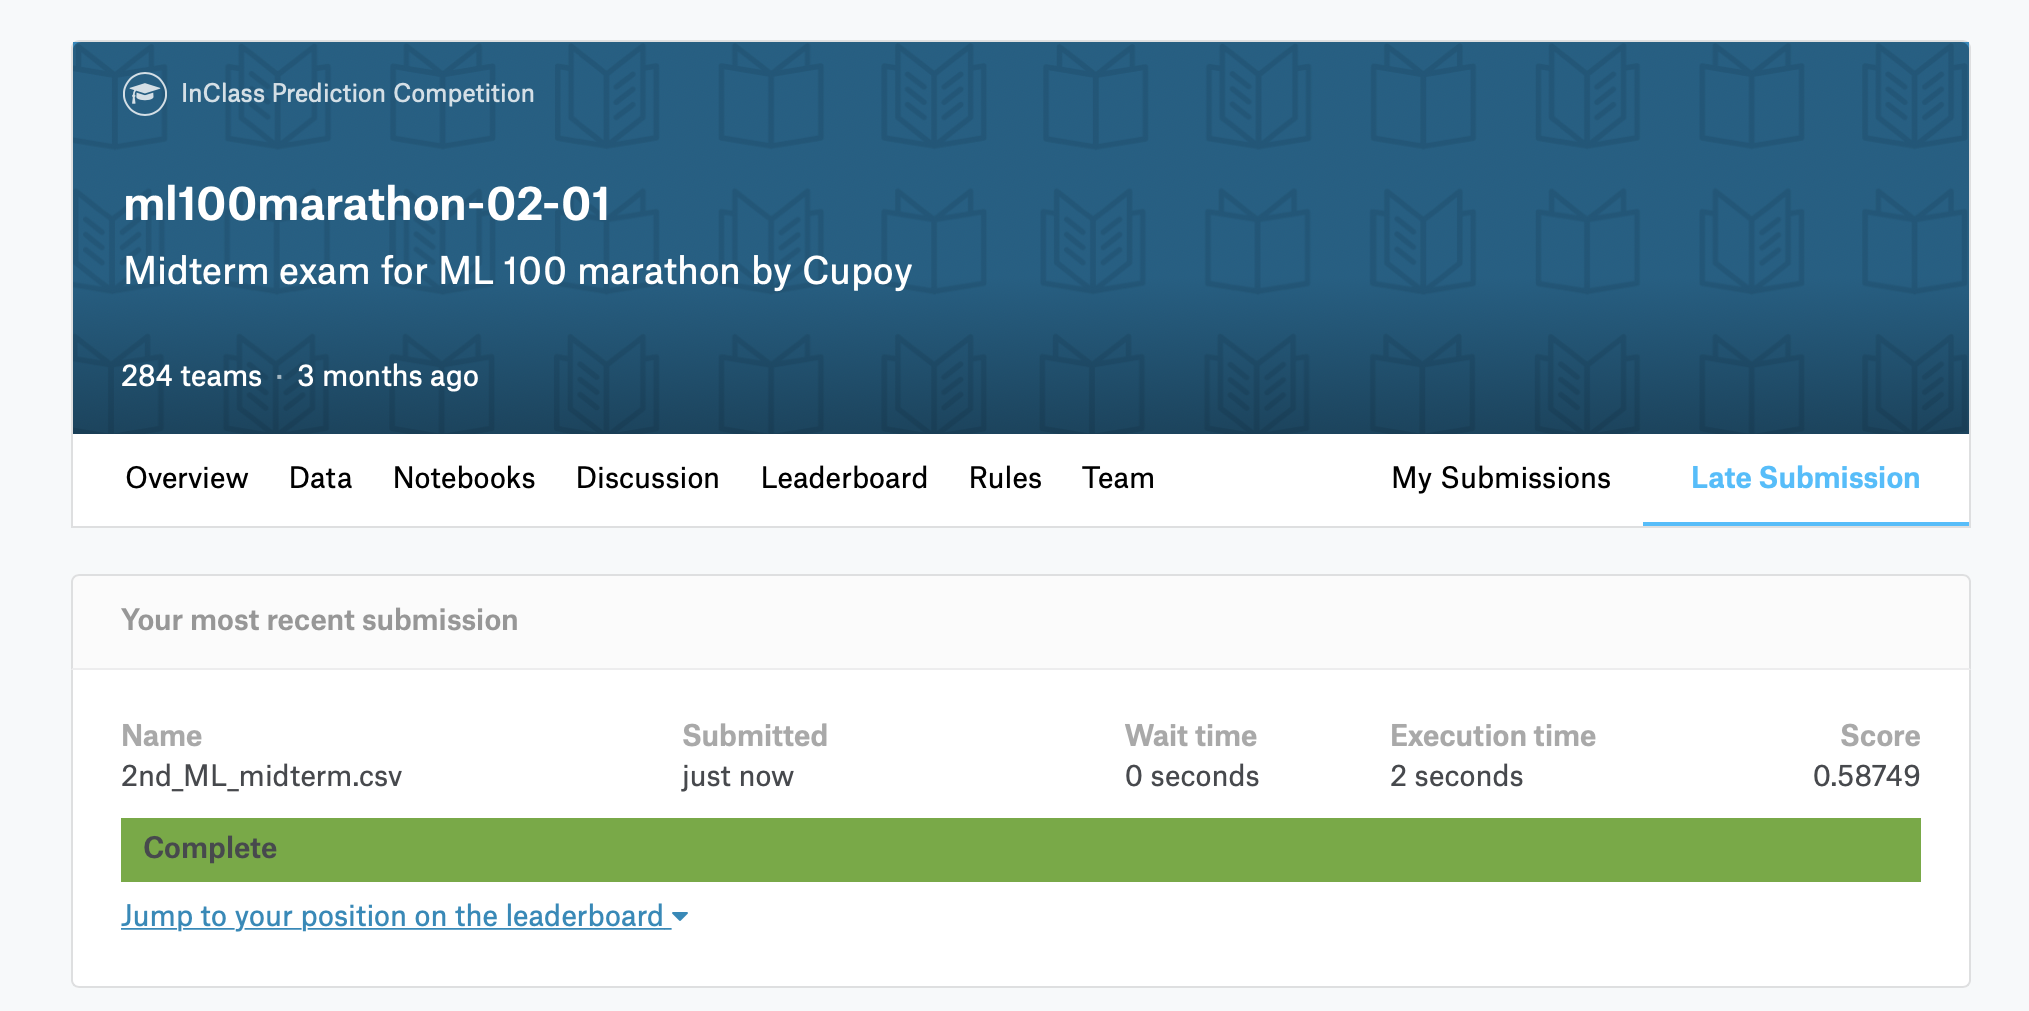 InClass Prediction Competition
ml100marathon-02-01
Midterm exam for ML 100 marathon by Cupoy
284 teams · 3 months ago
Overview Data Notebooks Discussion Leaderboard Rules Team My Submissions Late Submission
Your most recent submission
Name Submitted Wait time Execution time Score
2nd_ML_midterm.csv just now 0 seconds 2 seconds 0.58749
Complete
Jump to your position on the leaderboard